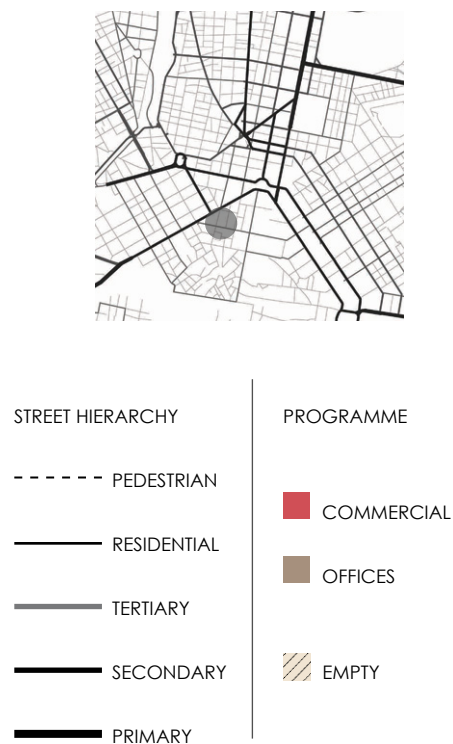 STREET HIERARCHY
PEDESTRIAN
RESIDENTIAL
TERTIARY
SECONDARY
PRIMARY
PROGRAMME
COMMERCIAL
OFFICES
EMPTY